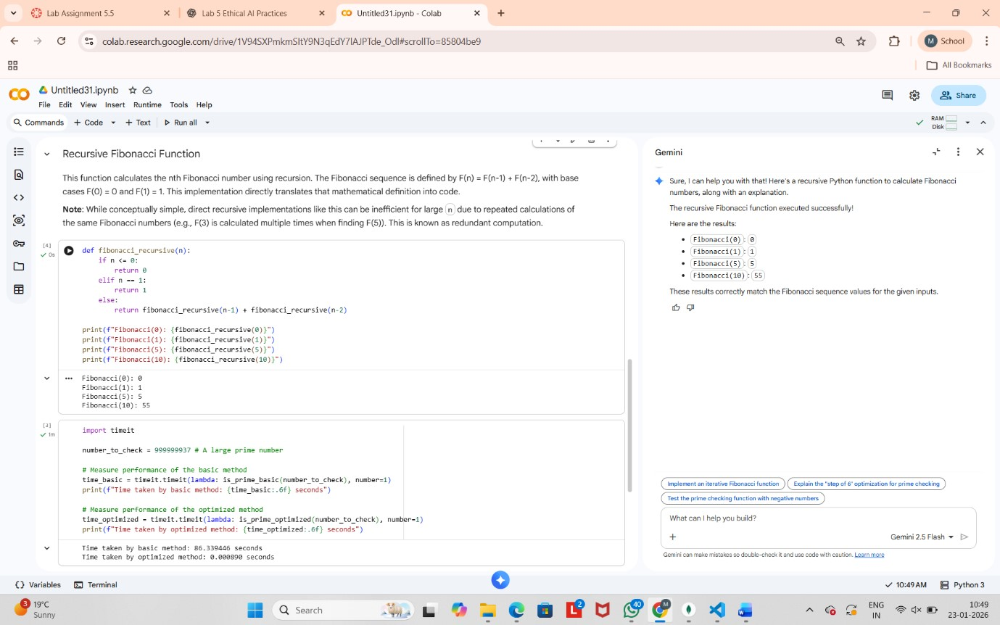 Lab Assignment 5.5
Lab 5 Ethical AI Practices
Untitled31.ipynb - Colab
colab.research.google.com/drive/1V94SXPmkmSItY9N3qEdY7lAJPTde_Odl#scrollTo=85804be9
M School
All Bookmarks
Untitled31.ipynb
File Edit View Insert Runtime Tools Help
Share
Commands + Code + Text Run all
RAM
Disk
Recursive Fibonacci Function
This function calculates the nth Fibonacci number using recursion. The Fibonacci sequence is defined by F(n) = F(n-1) + F(n-2), with base
cases F(0) = 0 and F(1) = 1. This implementation directly translates that mathematical definition into code.
Note: While conceptually simple, direct recursive implementations like this can be inefficient for large n due to repeated calculations of
the same Fibonacci numbers (e.g., F(3) is calculated multiple times when finding F(5)). This is known as redundant computation.
[4]
0s
def fibonacci_recursive(n):
    if n <= 0:
        return 0
    elif n == 1:
        return 1
    else:
        return fibonacci_recursive(n-1) + fibonacci_recursive(n-2)
print(f"Fibonacci(0): {fibonacci_recursive(0)}")
print(f"Fibonacci(1): {fibonacci_recursive(1)}")
print(f"Fibonacci(5): {fibonacci_recursive(5)}")
print(f"Fibonacci(10): {fibonacci_recursive(10)}")
Fibonacci(0): 0
Fibonacci(1): 1
Fibonacci(5): 5
Fibonacci(10): 55
[3]
1m
import timeit
number_to_check = 999999937 # A large prime number
# Measure performance of the basic method
time_basic = timeit.timeit(lambda: is_prime_basic(number_to_check), number=1)
print(f"Time taken by basic method: {time_basic:.6f} seconds")
# Measure performance of the optimized method
time_optimized = timeit.timeit(lambda: is_prime_optimized(number_to_check), number=1)
print(f"Time taken by optimized method: {time_optimized:.6f} seconds")
Time taken by basic method: 86.339446 seconds
Time taken by optimized method: 0.000890 seconds
Gemini
Sure, I can help you with that! Here's a recursive Python function to calculate Fibonacci
numbers, along with an explanation.
The recursive Fibonacci function executed successfully!
Here are the results:
• Fibonacci(0): 0
• Fibonacci(1): 1
• Fibonacci(5): 5
• Fibonacci(10): 55
These results correctly match the Fibonacci sequence values for the given inputs.
Implement an iterative Fibonacci function
Explain the "step of 6" optimization for prime checking
Test the prime checking function with negative numbers
What can I help you build?
+ Gemini 2.5 Flash
Gemini can make mistakes so double-check it and use code with caution. Learn more
Variables Terminal
10:49 AM Python 3
3 19°C
Sunny
Search
2
40
M
ENG
IN
10:49
23-01-2026